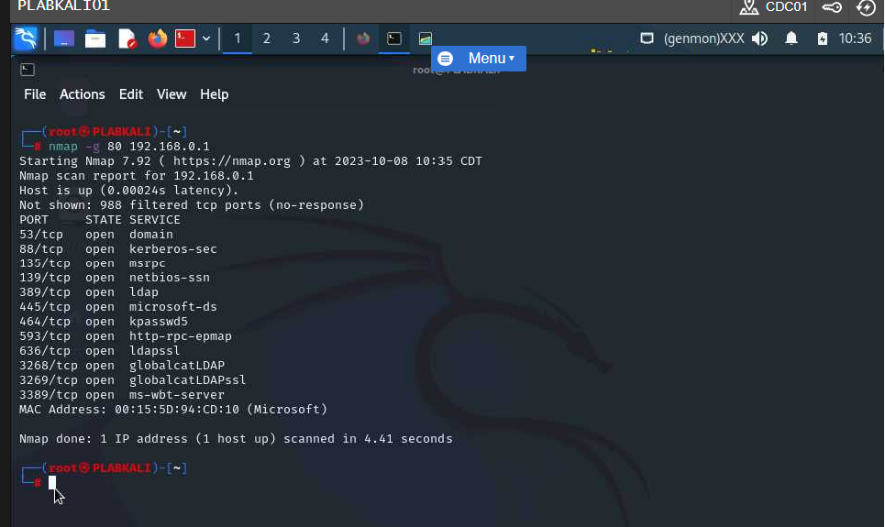 PLABKALI01
CDC01
1 2 3 4
(genmon)XXX 10:36
Menu
File Actions Edit View Help
(root㉿PLABKALI)-[~]
# nmap -g 80 192.168.0.1
Starting Nmap 7.92 ( https://nmap.org ) at 2023-10-08 10:35 CDT
Nmap scan report for 192.168.0.1
Host is up (0.00024s latency).
Not shown: 988 filtered tcp ports (no-response)
PORT STATE SERVICE
53/tcp open domain
88/tcp open kerberos-sec
135/tcp open msrpc
139/tcp open netbios-ssn
389/tcp open ldap
445/tcp open microsoft-ds
464/tcp open kpasswd5
593/tcp open http-rpc-epmap
636/tcp open ldapssl
3268/tcp open globalcatLDAP
3269/tcp open globalcatLDAPssl
3389/tcp open ms-wbt-server
MAC Address: 00:15:5D:94:CD:10 (Microsoft)
Nmap done: 1 IP address (1 host up) scanned in 4.41 seconds
(root㉿PLABKALI)-[~]
#